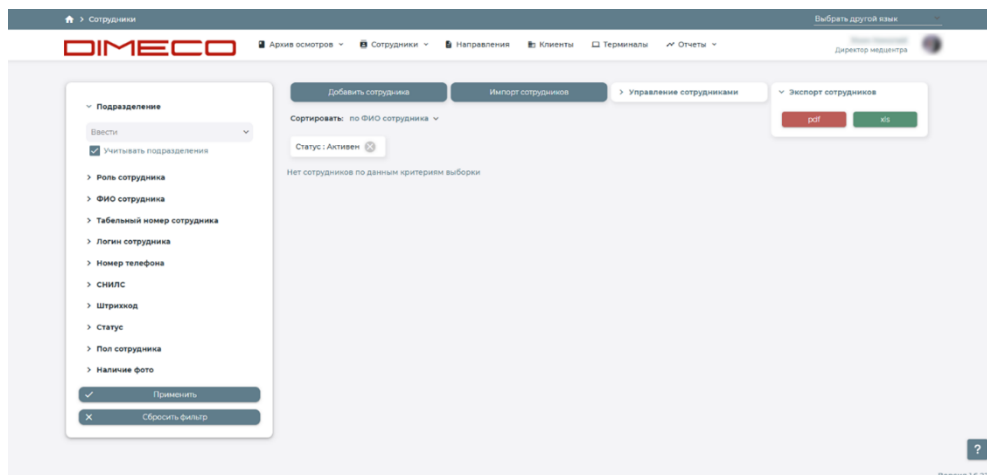 > Сотрудники
Выбрать другой язык
DIMECO
Архив осмотров
Сотрудники
Направления
Клиенты
Терминалы
Отчеты
Директор медцентра
Подразделение
Ввести
Учитывать подразделения
> Роль сотрудника
> ФИО сотрудника
> Табельный номер сотрудника
> Логин сотрудника
> Номер телефона
> СНИЛС
> Штрихкод
> Статус
> Пол сотрудника
> Наличие фото
Применить
Сбросить фильтр
Добавить сотрудника
Импорт сотрудников
> Управление сотрудниками
Экспорт сотрудников
pdf
xls
Сортировать: по ФИО сотрудника
Статус : Активен
Нет сотрудников по данным критериям выборки
?